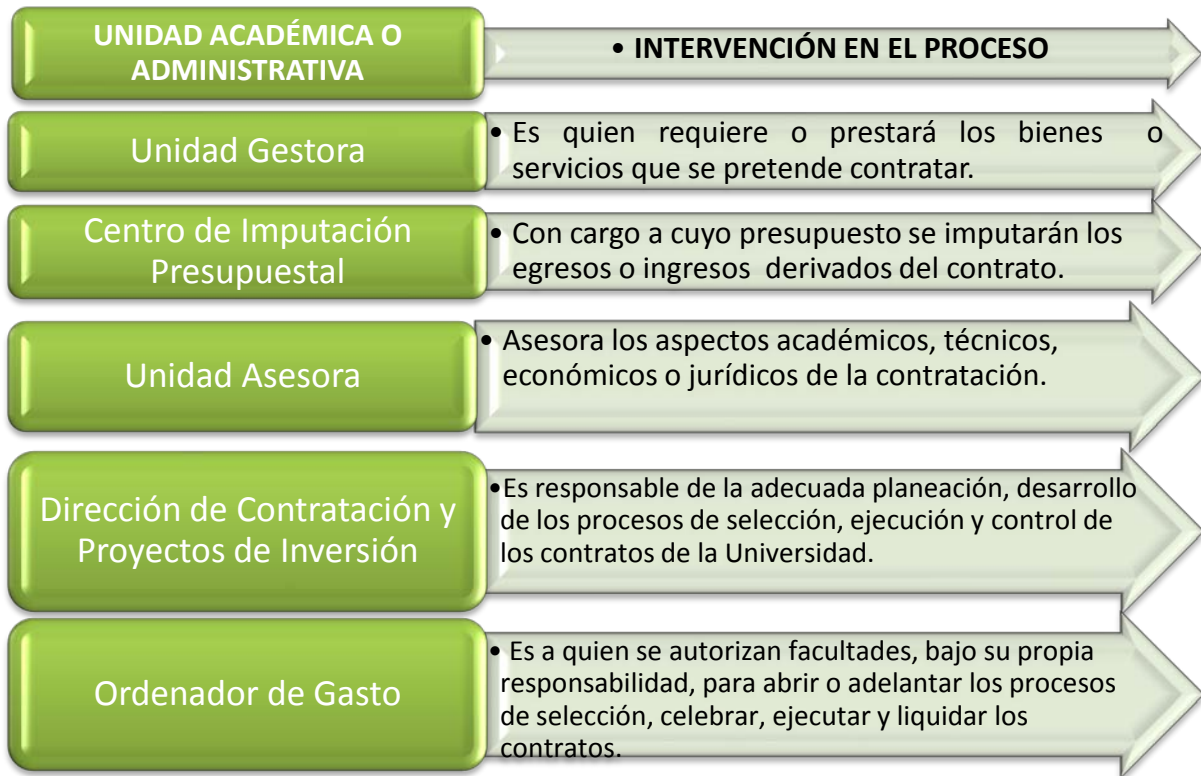 UNIDAD ACADÉMICA O
ADMINISTRATIVA
• INTERVENCIÓN EN EL PROCESO
Unidad Gestora
• Es quien requiere o prestará los bienes o
servicios que se pretende contratar.
Centro de Imputación
Presupuestal
• Con cargo a cuyo presupuesto se imputarán los
egresos o ingresos derivados del contrato.
Unidad Asesora
• Asesora los aspectos académicos, técnicos,
económicos o jurídicos de la contratación.
Dirección de Contratación y
Proyectos de Inversión
•Es responsable de la adecuada planeación, desarrollo
de los procesos de selección, ejecución y control de
los contratos de la Universidad.
Ordenador de Gasto
• Es a quien se autorizan facultades, bajo su propia
responsabilidad, para abrir o adelantar los procesos
de selección, celebrar, ejecutar y liquidar los
contratos.